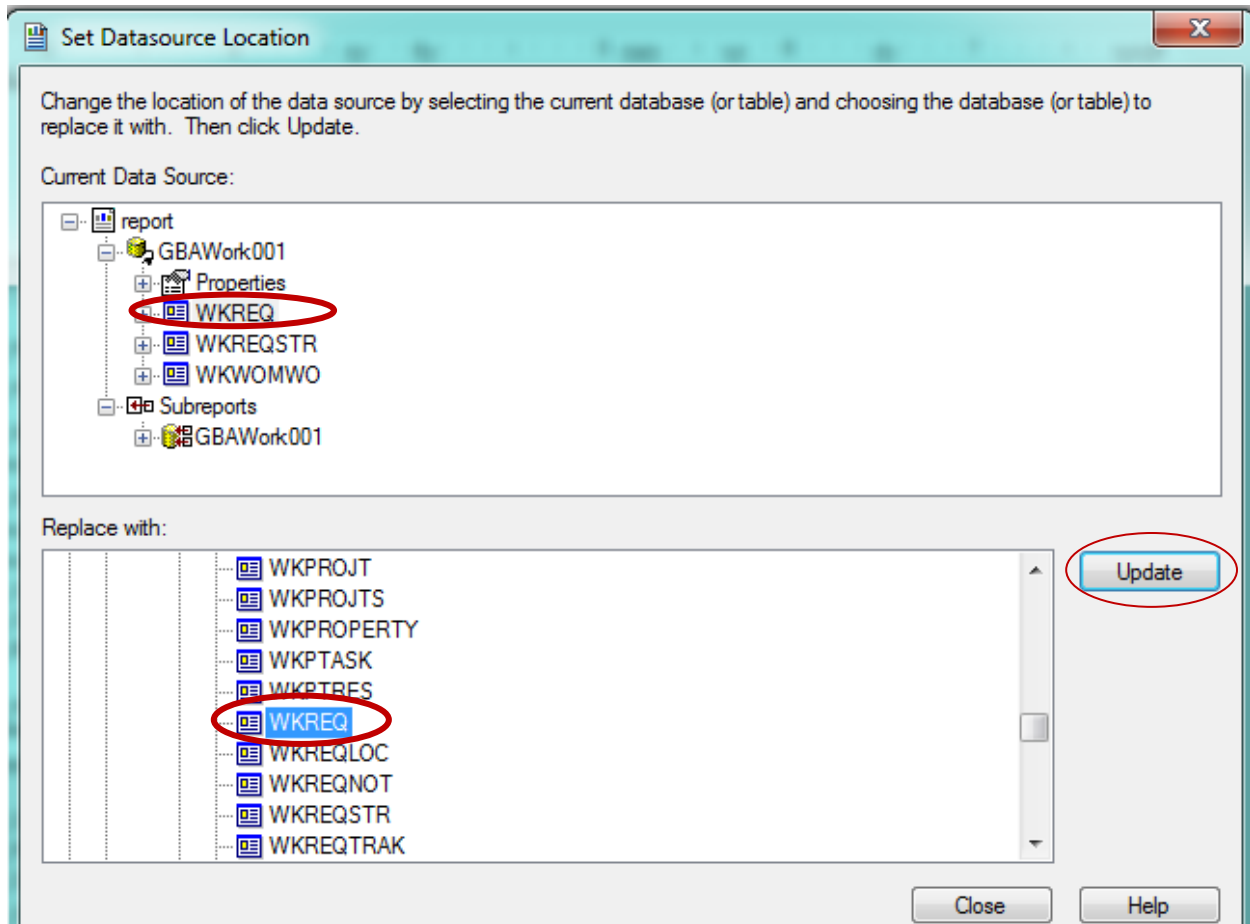 Set Datasource Location
Change the location of the data source by selecting the current database (or table) and choosing the database (or table) to
replace it with.  Then click Update.
Current Data Source:
report
GBAWork001
Properties
WKREQ
WKREQSTR
WKWOMWO
Subreports
GBAWork001
Replace with:
WKPROJT
WKPROJTS
WKPROPERTY
WKPTASK
WKPTRES
WKREQ
WKREQLOC
WKREQNOT
WKREQSTR
WKREQTRAK
Update
Close
Help